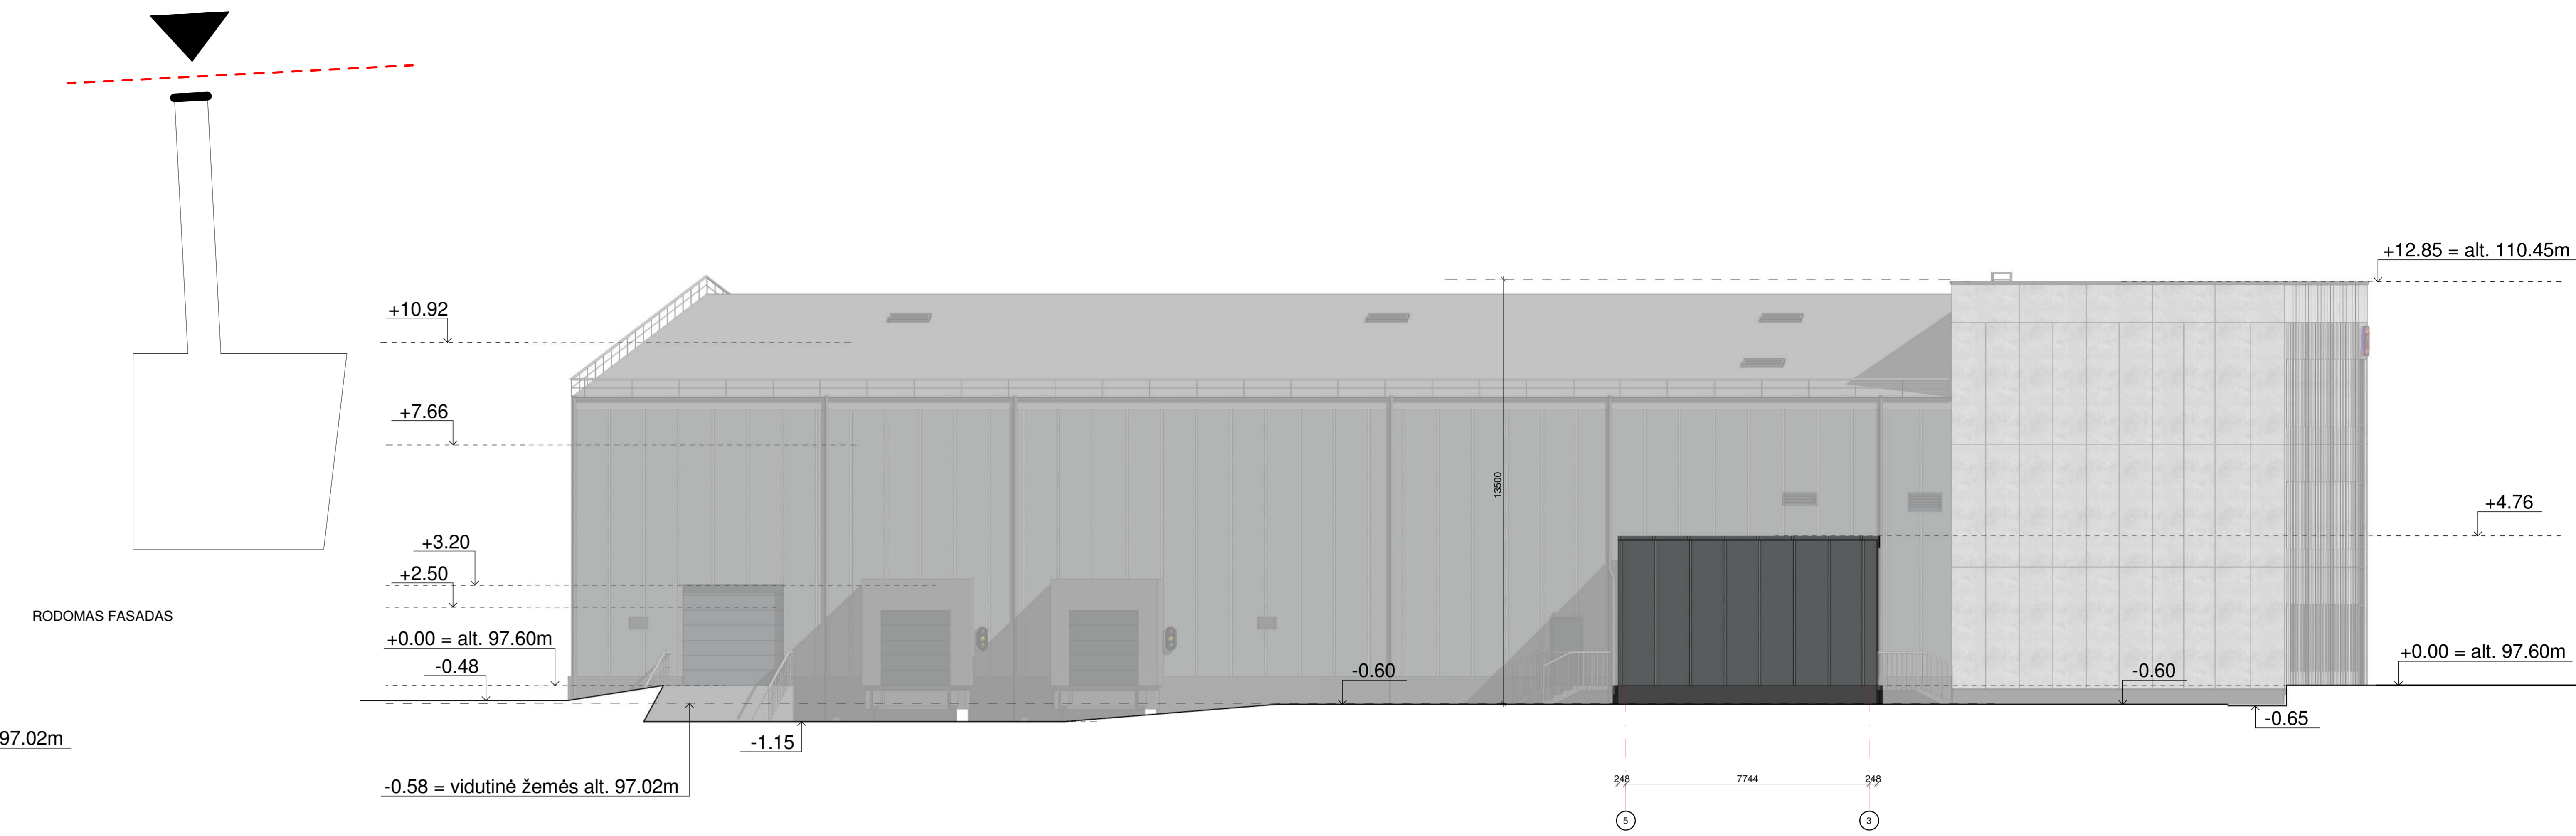 +12.85 = alt. 110.45m
+10.92
+7.66
13500
+4.76
+3.20
+2.50
RODOMAS FASADAS
+0.00 = alt. 97.60m
-0.48
-0.60
-0.60
+0.00 = alt. 97.60m
-0.65
97.02m
-1.15
-0.58 = vidutinė žemės alt. 97.02m
248
7744
248
5
3